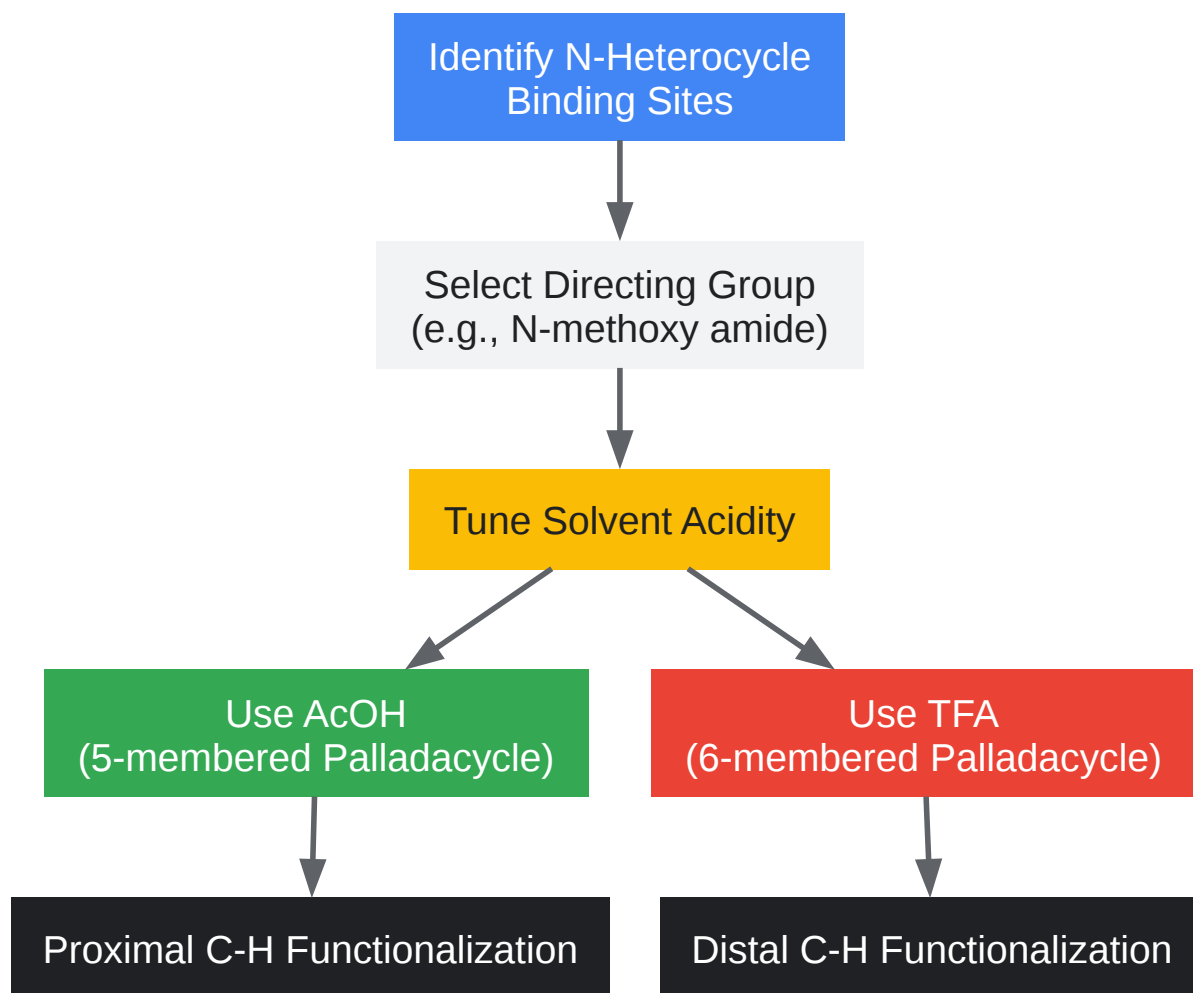 Identify N-Heterocycle
Binding Sites
Select Directing Group
(e.g., N-methoxy amide)
Tune Solvent Acidity
Use AcOH
(5-membered Palladacycle)
Use TFA
(6-membered Palladacycle)
Proximal C-H Functionalization
Distal C-H Functionalization